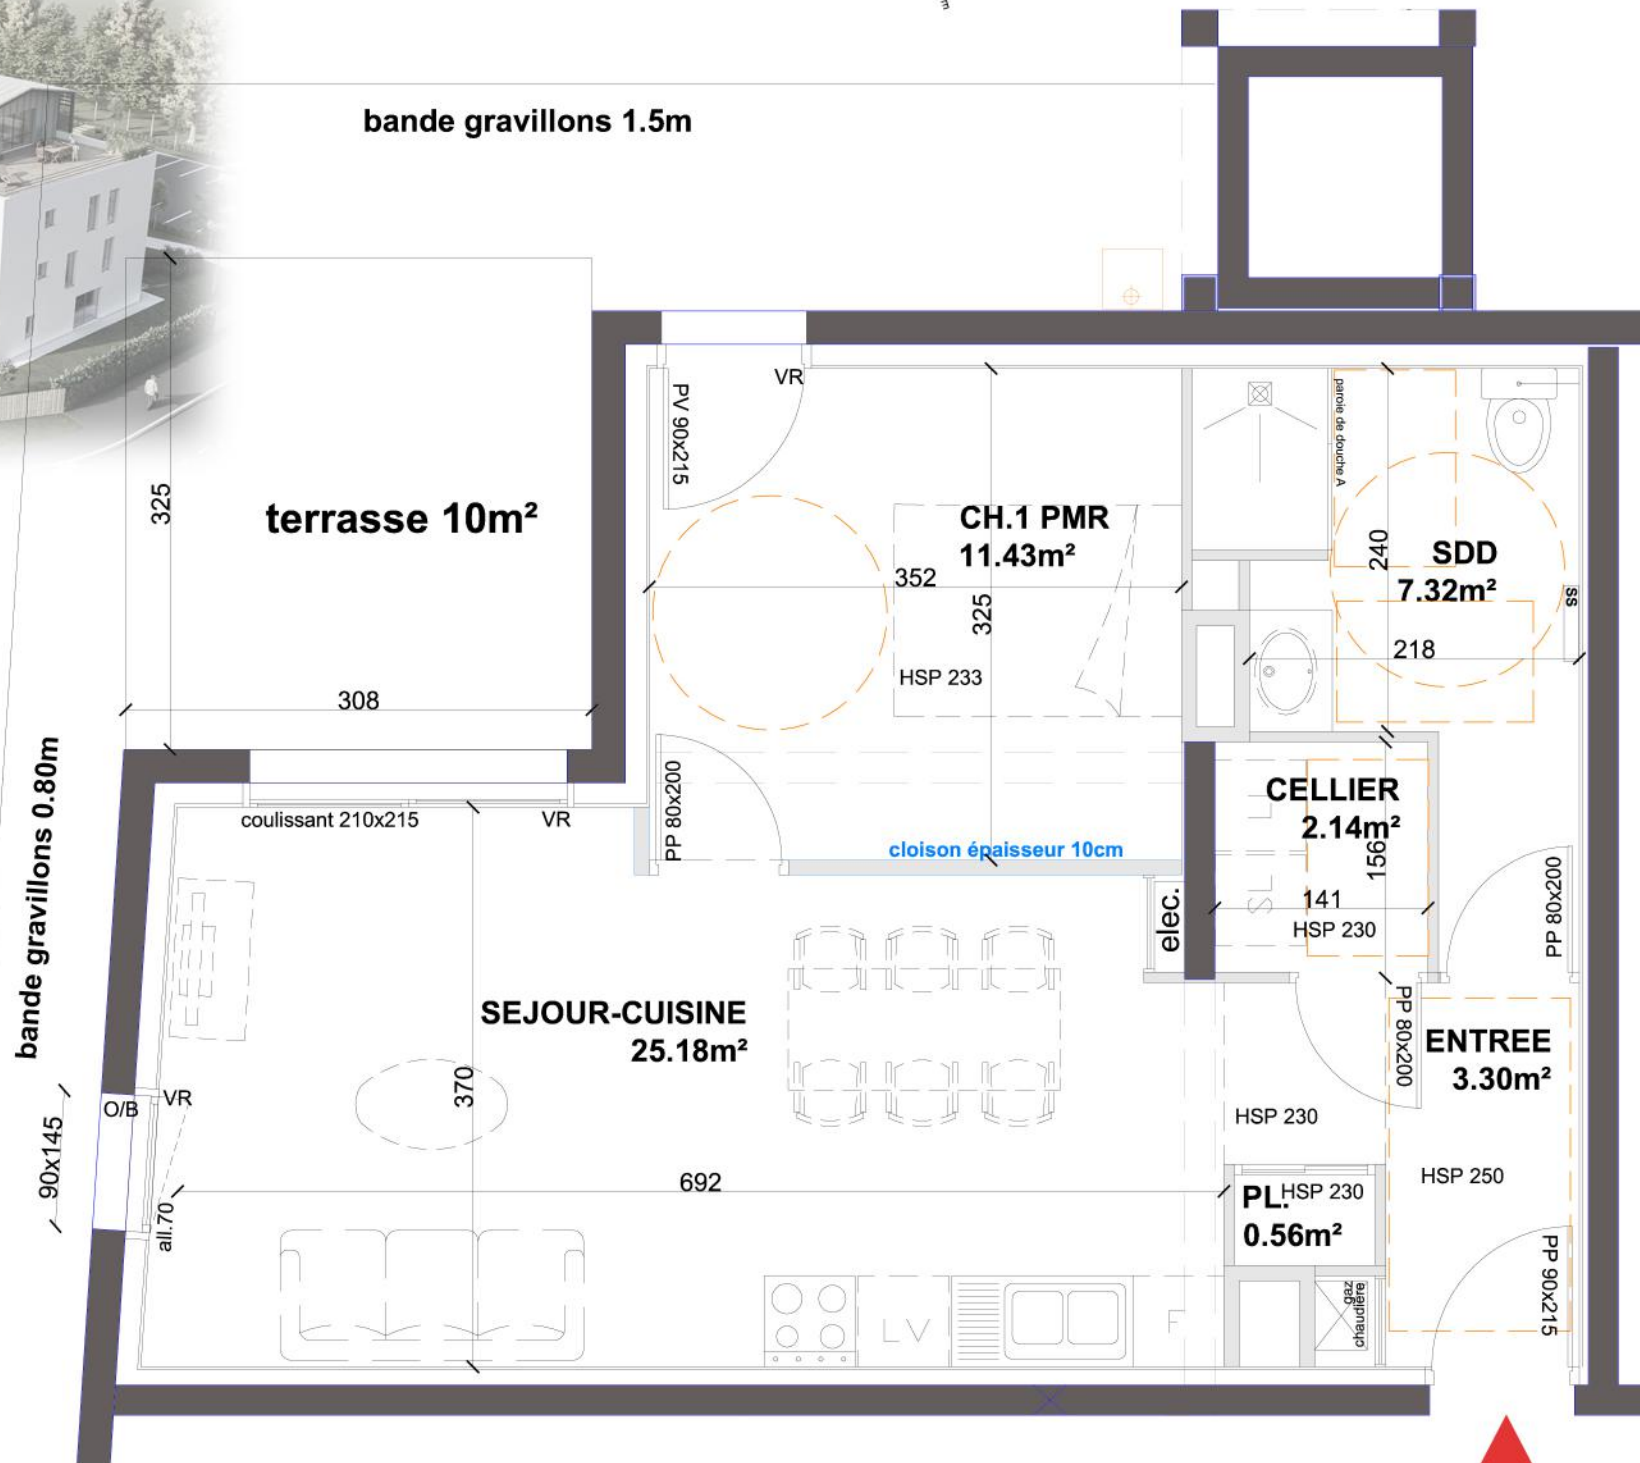 bande gravillons 1.5m
VR
PV 90x215
paroie de douche A
325
terrasse 10m²
CH.1 PMR
11.43m²
352
325
240
SDD
7.32m²
SS
218
HSP 233
308
bande gravillons 0.80m
coulissant 210x215
VR
PP 80x200
cloison épaisseur 10cm
CELLIER
2.14m²
156
141
SL
LL
HSP 230
elec.
PP 80x200
SEJOUR-CUISINE
25.18m²
370
PP 80x200
ENTREE
3.30m²
O/B
VR
90x145
HSP 230
HSP 250
692
all.70
PL.
HSP 230
0.56m²
PP 90x215
LV
F
gaz
chaudière